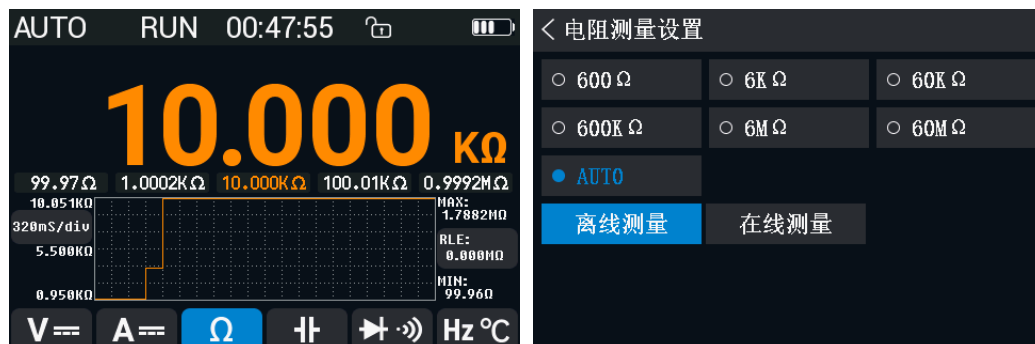 AUTO RUN 00:47:55
10.000 KΩ
99.97Ω 1.0002KΩ 10.000KΩ 100.01KΩ 0.9992MΩ
10.051KΩ
320mS/div
5.500KΩ
0.950KΩ
MAX:
1.7882MΩ
RLE:
0.000MΩ
MIN:
99.96Ω
V A Ω Hz °C
< 电阻测量设置
600Ω 6KΩ 60KΩ
600KΩ 6MΩ 60MΩ
AUTO
离线测量 在线测量